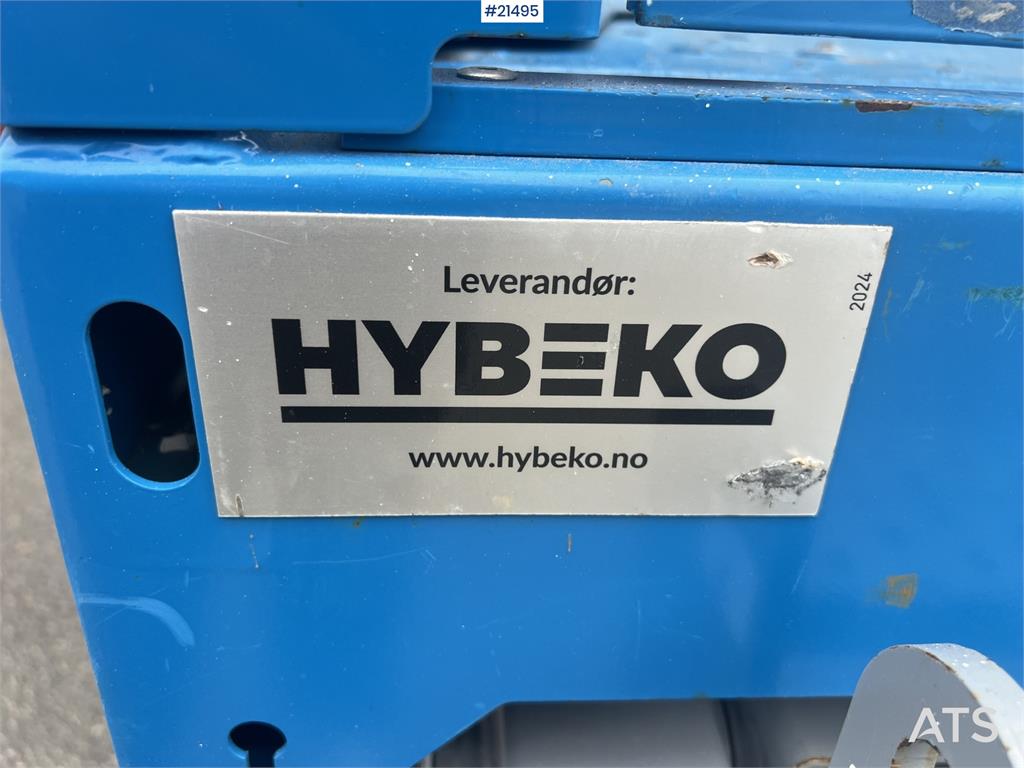 #21495
Leverandør:
2024
HYBEKO
www.hybeko.no
ATS